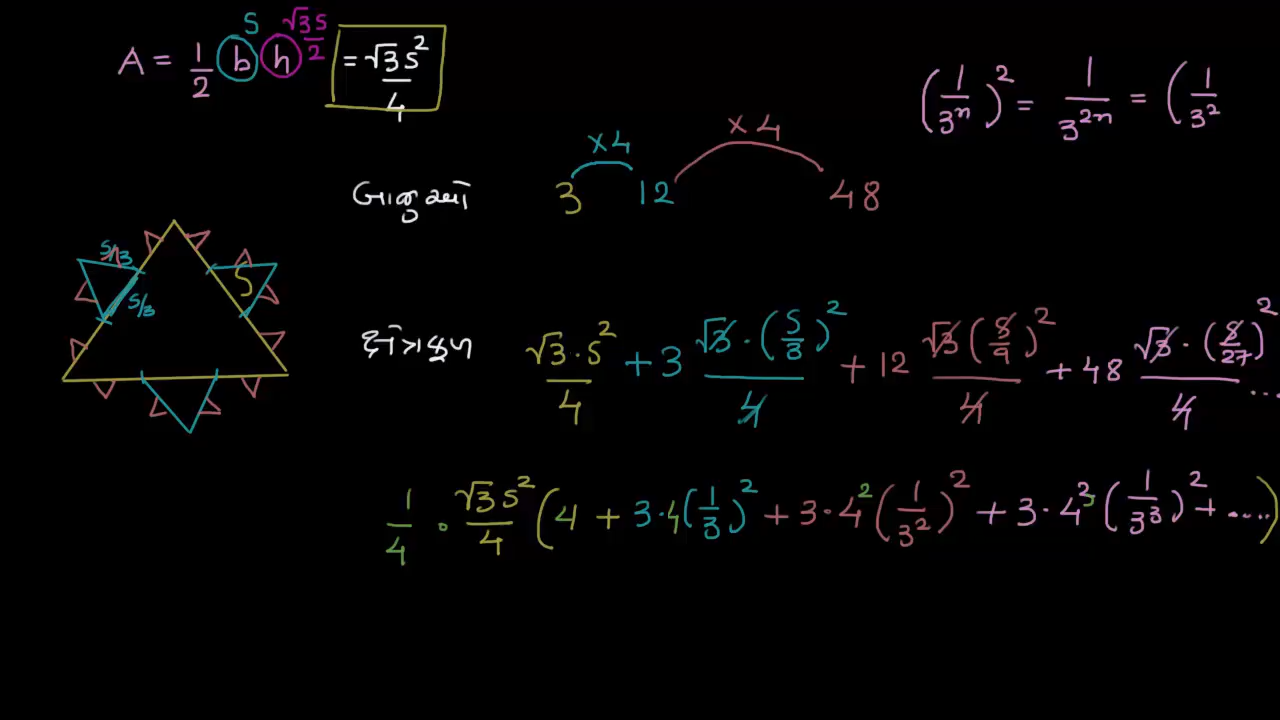 A = 1/2 b h = √3s²/4
S √3s/2
(1/3ⁿ)² = 1/3²ⁿ = (1/3²
×4 ×4
બાજુઓ 3 12 48
S/3 S/3 S
ક્ષેત્રફળ √3·s²/4 + 3 √3·(s/3)²/4 + 12 √3(s/9)²/4 + 48 √3·(s/27)²/4 ...
1/4 · √3s²/4 (4 + 3·4(1/3)² + 3·4²(1/3²)² + 3·4³(1/3³)² + .....)